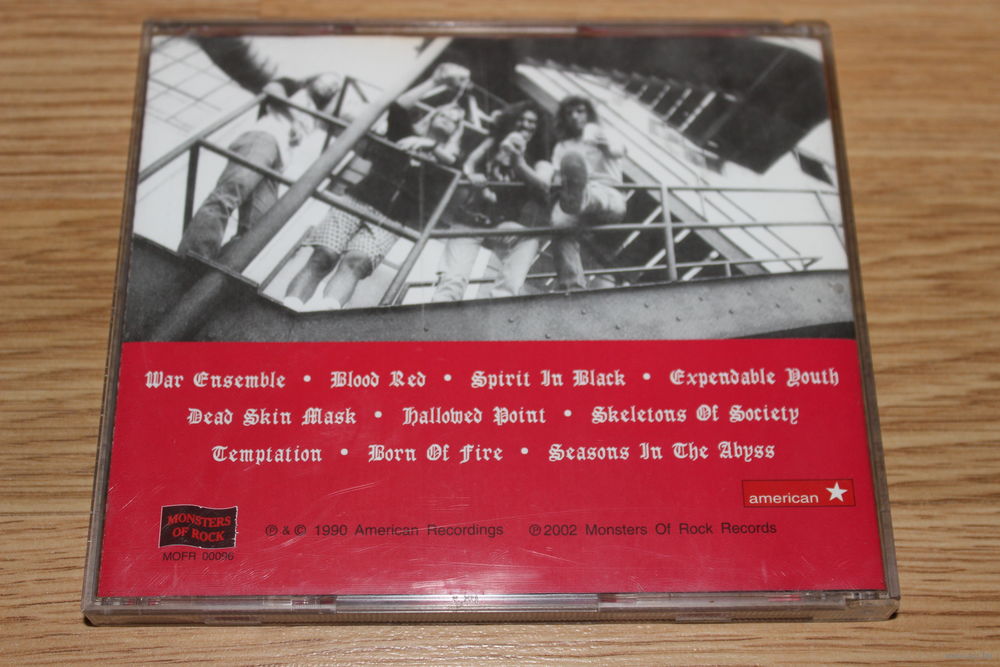 War Ensemble • Blood Red • Spirit In Black • Expendable Youth
Dead Skin Mask • Hallowed Point • Skeletons Of Society
Temptation • Born Of Fire • Seasons In The Abyss
american
MONSTERS
OF ROCK
MOFR 00096
℗ & © 1990 American Recordings ℗2002 Monsters Of Rock Records